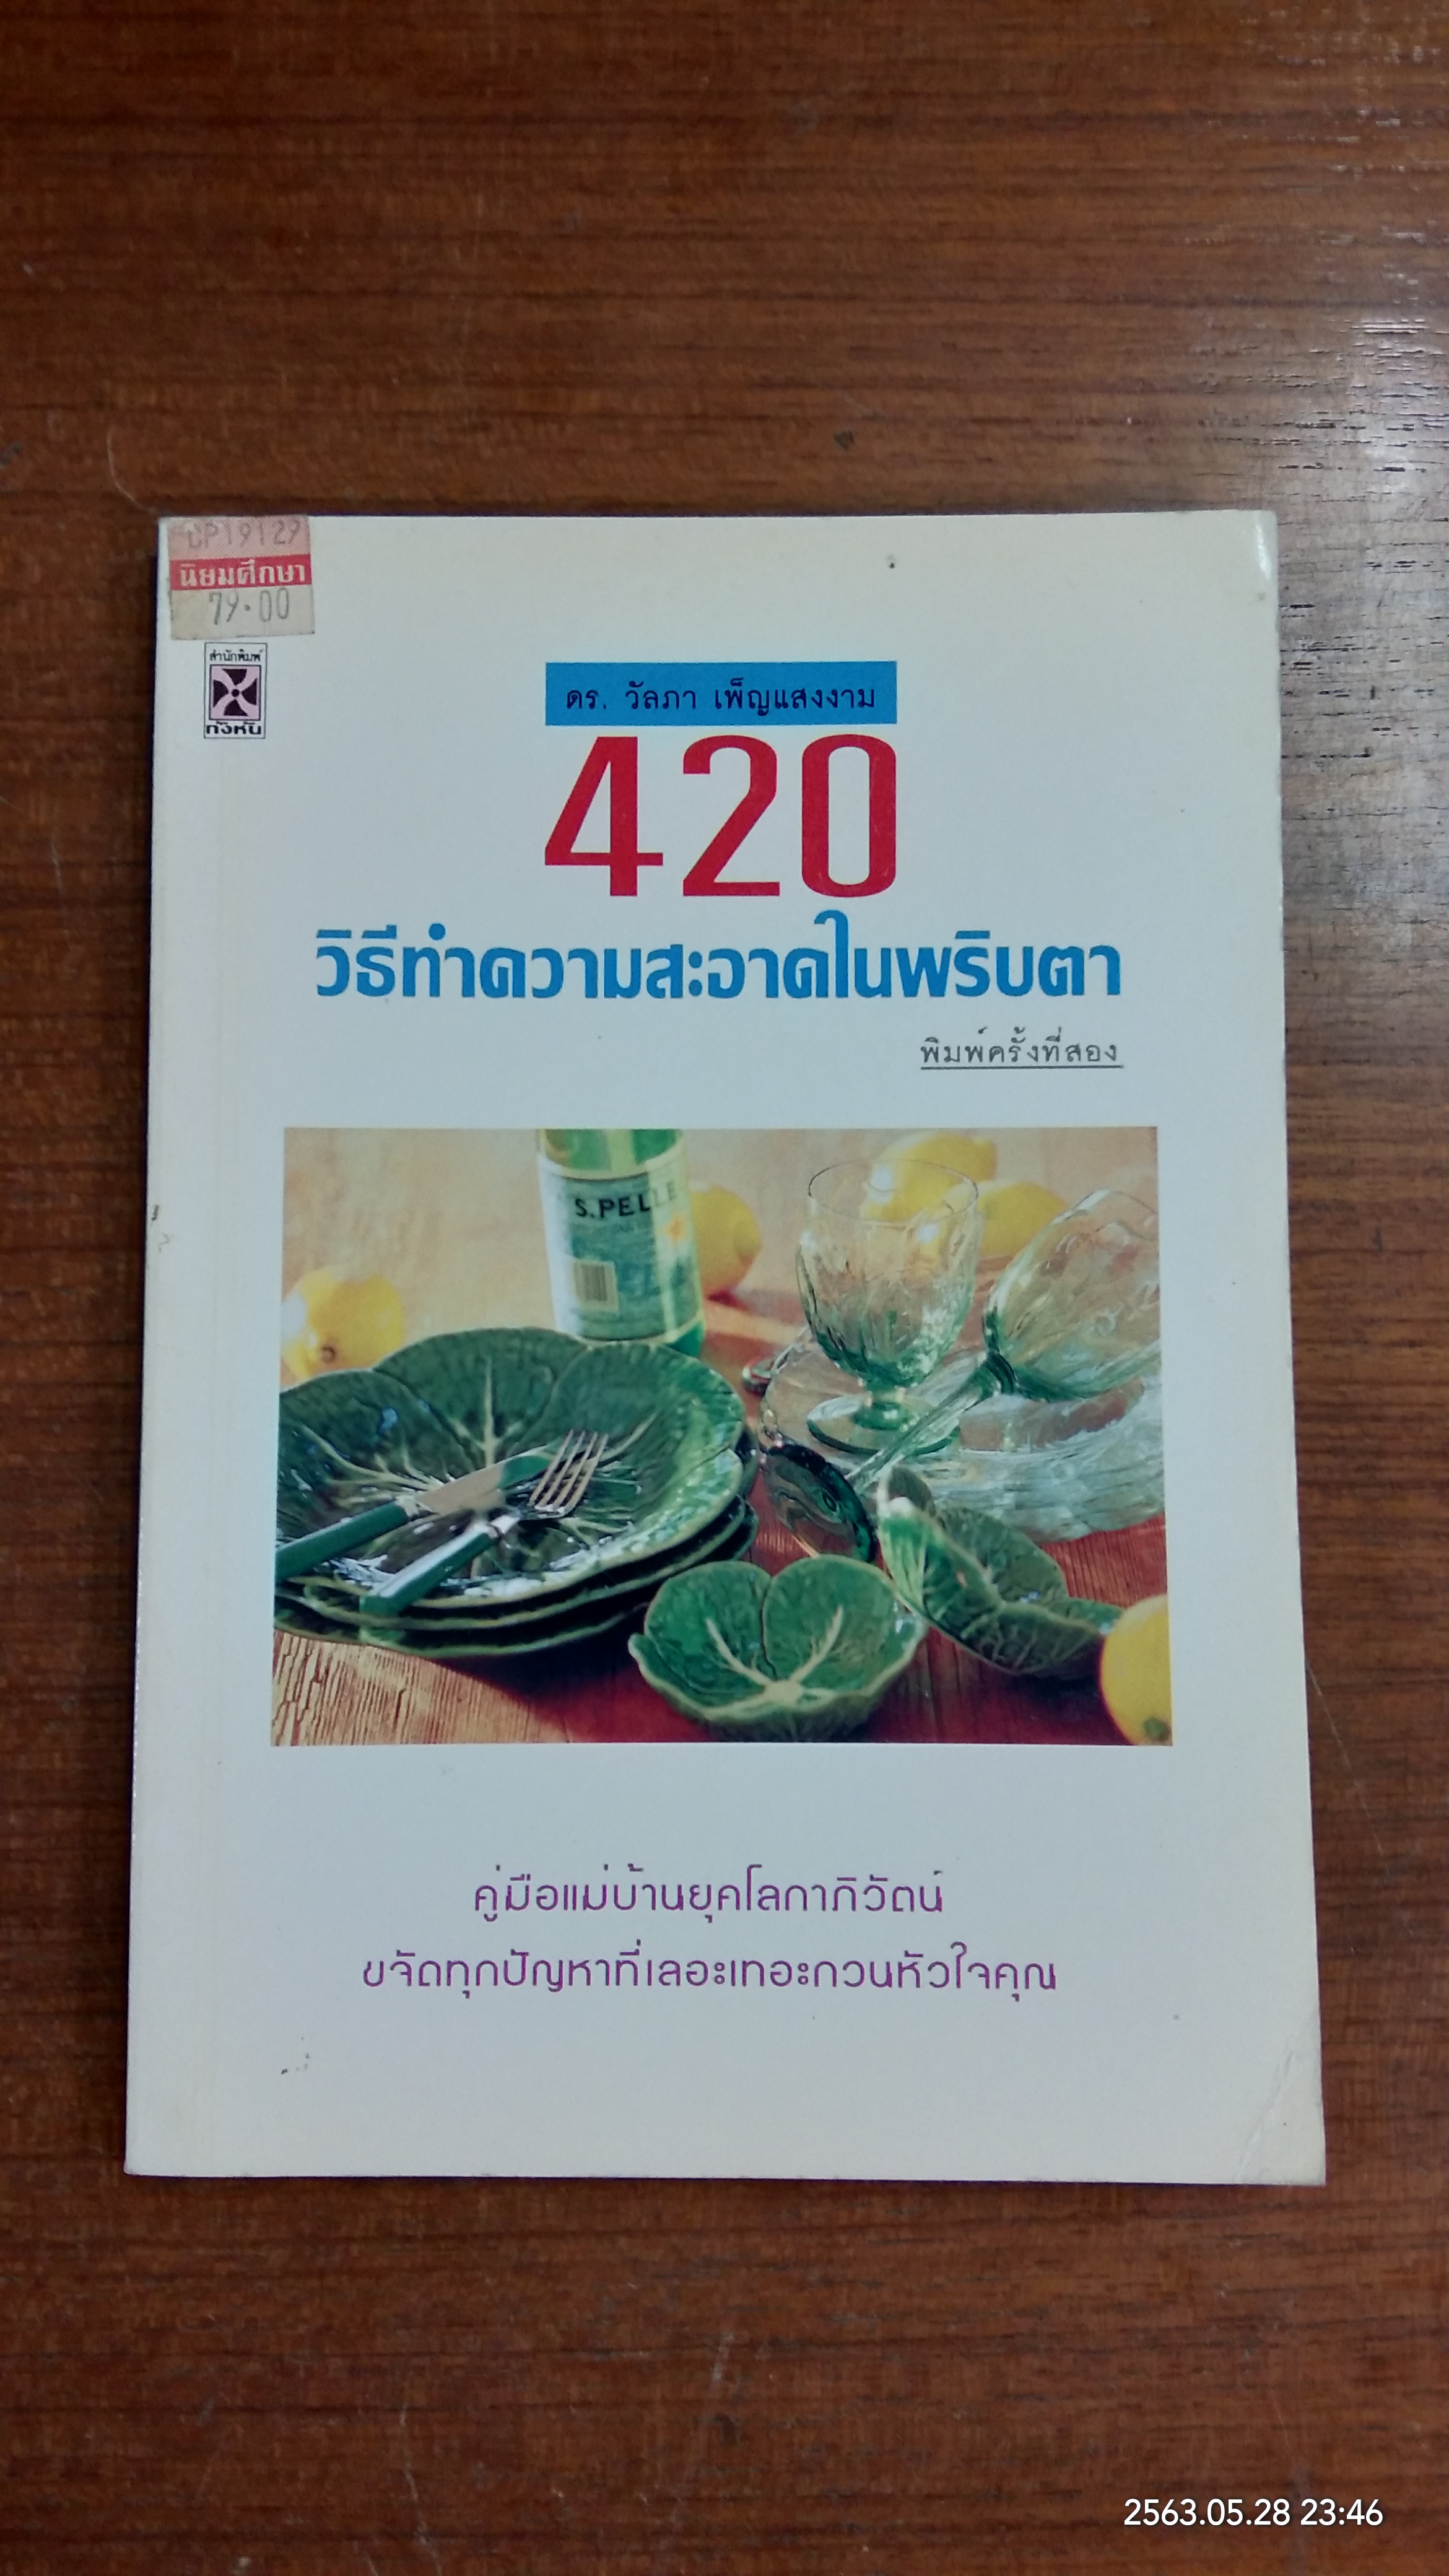 CP19129
นิยมศึกษา
79.00
สำนักพิมพ์
กังหัน
ดร. วัลภา เพ็ญแสงงาม
420
วิธีทำความสะอาดในพริบตา
พิมพ์ครั้งที่สอง
S.PELLE
คู่มือแม่บ้านยุคโลกาภิวัตน์
ขจัดทุกปัญหาที่เลอะเทอะกวนหัวใจคุณ
2563.05.28 23:46